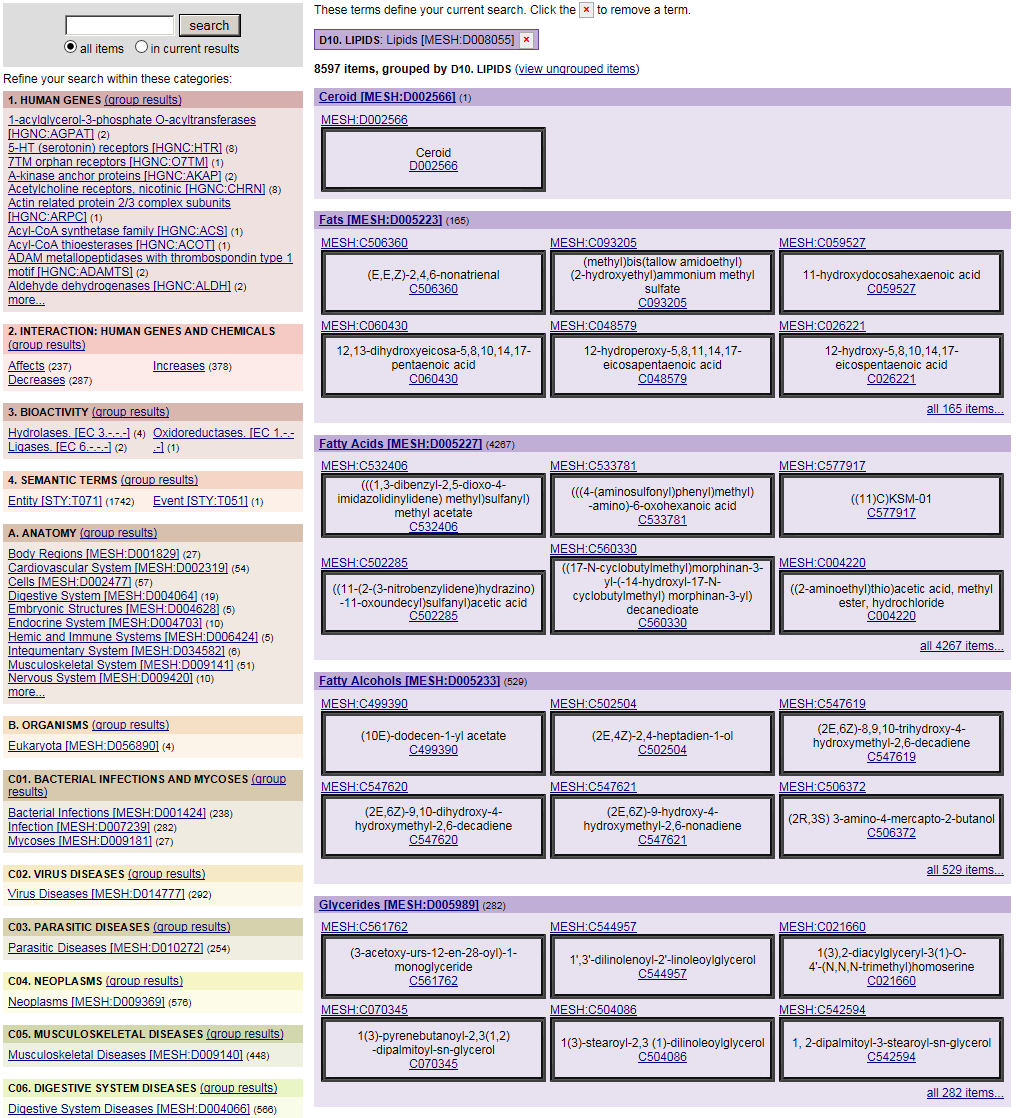 search
all items in current results
Refine your search within these categories:
1. HUMAN GENES (group results)
1-acylglycerol-3-phosphate O-acyltransferases
[HGNC:AGPAT] (2)
5-HT (serotonin) receptors [HGNC:HTR] (8)
7TM orphan receptors [HGNC:O7TM] (1)
A-kinase anchor proteins [HGNC:AKAP] (2)
Acetylcholine receptors, nicotinic [HGNC:CHRN] (8)
Actin related protein 2/3 complex subunits
[HGNC:ARPC] (1)
Acyl-CoA synthetase family [HGNC:ACS] (1)
Acyl-CoA thioesterases [HGNC:ACOT] (1)
ADAM metallopeptidases with thrombospondin type 1
motif [HGNC:ADAMTS] (2)
Aldehyde dehydrogenases [HGNC:ALDH] (2)
more...
2. INTERACTION: HUMAN GENES AND CHEMICALS
(group results)
Affects (237) Increases (378)
Decreases (287)
3. BIOACTIVITY (group results)
Hydrolases. [EC 3.-.-.-] (4) Oxidoreductases. [EC 1.-.-
Ligases. [EC 6.-.-.-] (2) .-] (1)
4. SEMANTIC TERMS (group results)
Entity [STY:T071] (1742) Event [STY:T051] (1)
A. ANATOMY (group results)
Body Regions [MESH:D001829] (27)
Cardiovascular System [MESH:D002319] (54)
Cells [MESH:D002477] (57)
Digestive System [MESH:D004064] (19)
Embryonic Structures [MESH:D004628] (5)
Endocrine System [MESH:D004703] (10)
Hemic and Immune Systems [MESH:D006424] (5)
Integumentary System [MESH:D034582] (6)
Musculoskeletal System [MESH:D009141] (51)
Nervous System [MESH:D009420] (10)
more...
B. ORGANISMS (group results)
Eukaryota [MESH:D056890] (4)
C01. BACTERIAL INFECTIONS AND MYCOSES (group
results)
Bacterial Infections [MESH:D001424] (238)
Infection [MESH:D007239] (282)
Mycoses [MESH:D009181] (27)
C02. VIRUS DISEASES (group results)
Virus Diseases [MESH:D014777] (292)
C03. PARASITIC DISEASES (group results)
Parasitic Diseases [MESH:D010272] (254)
C04. NEOPLASMS (group results)
Neoplasms [MESH:D009369] (576)
C05. MUSCULOSKELETAL DISEASES (group results)
Musculoskeletal Diseases [MESH:D009140] (448)
C06. DIGESTIVE SYSTEM DISEASES (group results)
Digestive System Diseases [MESH:D004066] (566)
These terms define your current search. Click the × to remove a term.
D10. LIPIDS: Lipids [MESH:D008055] ×
8597 items, grouped by D10. LIPIDS (view ungrouped items)
Ceroid [MESH:D002566] (1)
MESH:D002566
Ceroid
D002566
Fats [MESH:D005223] (165)
MESH:C506360
(E,E,Z)-2,4,6-nonatrienal
C506360
MESH:C093205
(methyl)bis(tallow amidoethyl)
(2-hydroxyethyl)ammonium methyl
sulfate
C093205
MESH:C059527
11-hydroxydocosahexaenoic acid
C059527
MESH:C060430
12,13-dihydroxyeicosa-5,8,10,14,17-
pentaenoic acid
C060430
MESH:C048579
12-hydroperoxy-5,8,11,14,17-
eicosapentaenoic acid
C048579
MESH:C026221
12-hydroxy-5,8,10,14,17-
eicospentaenoic acid
C026221
all 165 items...
Fatty Acids [MESH:D005227] (4267)
MESH:C532406
(((1,3-dibenzyl-2,5-dioxo-4-
imidazolidinylidene) methyl)sulfanyl)
methyl acetate
C532406
MESH:C533781
(((4-(aminosulfonyl)phenyl)methyl)
-amino)-6-oxohexanoic acid
C533781
MESH:C577917
((11)C)KSM-01
C577917
MESH:C502285
((11-(2-(3-nitrobenzylidene)hydrazino)
-11-oxoundecyl)sulfanyl)acetic acid
C502285
MESH:C560330
((17-N-cyclobutylmethyl)morphinan-3-
yl-(-14-hydroxyl-17-N-
cyclobutylmethyl) morphinan-3-yl)
decanedioate
C560330
MESH:C004220
((2-aminoethyl)thio)acetic acid, methyl
ester, hydrochloride
C004220
all 4267 items...
Fatty Alcohols [MESH:D005233] (529)
MESH:C499390
(10E)-dodecen-1-yl acetate
C499390
MESH:C502504
(2E,4Z)-2,4-heptadien-1-ol
C502504
MESH:C547619
(2E,6Z)-8,9,10-trihydroxy-4-
hydroxymethyl-2,6-decadiene
C547619
MESH:C547620
(2E,6Z)-9,10-dihydroxy-4-
hydroxymethyl-2,6-decadiene
C547620
MESH:C547621
(2E,6Z)-9-hydroxy-4-
hydroxymethyl-2,6-nonadiene
C547621
MESH:C506372
(2R,3S) 3-amino-4-mercapto-2-butanol
C506372
all 529 items...
Glycerides [MESH:D005989] (282)
MESH:C561762
(3-acetoxy-urs-12-en-28-oyl)-1-
monoglyceride
C561762
MESH:C544957
1',3'-dilinolenoyl-2'-linoleoylglycerol
C544957
MESH:C021660
1(3),2-diacylglyceryl-3(1)-O-
4'-(N,N,N-trimethyl)homoserine
C021660
MESH:C070345
1(3)-pyrenebutanoyl-2,3(1,2)
-dipalmitoyl-sn-glycerol
C070345
MESH:C504086
1(3)-stearoyl-2,3 (1)-dilinoleoylglycerol
C504086
MESH:C542594
1, 2-dipalmitoyl-3-stearoyl-sn-glycerol
C542594
all 282 items...